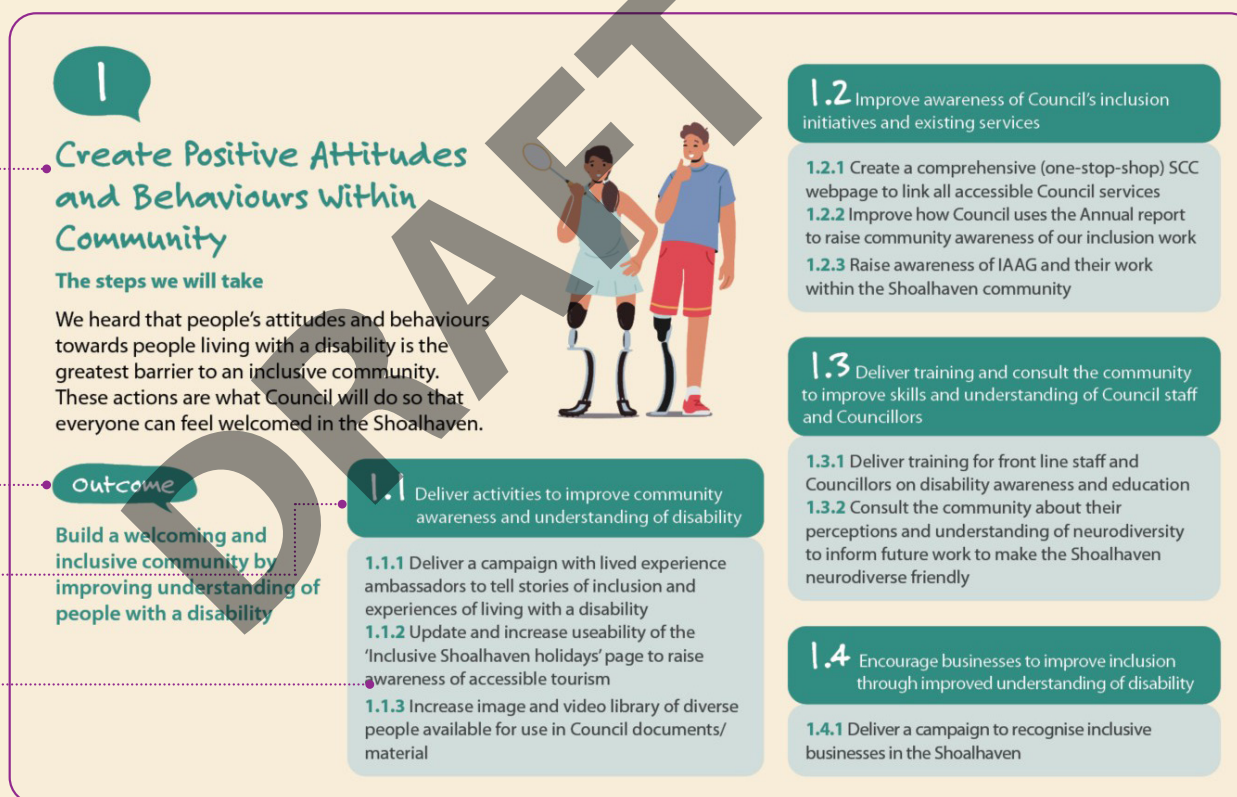 1
Create Positive Attitudes
and Behaviours Within
Community
The steps we will take
We heard that people's attitudes and behaviours
towards people living with a disability is the
greatest barrier to an inclusive community.
These actions are what Council will do so that
everyone can feel welcomed in the Shoalhaven.
Outcome
Build a welcoming and
inclusive community by
improving understanding of
people with a disability
1.1 Deliver activities to improve community
awareness and understanding of disability
1.1.1 Deliver a campaign with lived experience
ambassadors to tell stories of inclusion and
experiences of living with a disability
1.1.2 Update and increase useability of the
'Inclusive Shoalhaven holidays' page to raise
awareness of accessible tourism
1.1.3 Increase image and video library of diverse
people available for use in Council documents/
material
1.2 Improve awareness of Council's inclusion
initiatives and existing services
1.2.1 Create a comprehensive (one-stop-shop) SCC
webpage to link all accessible Council services
1.2.2 Improve how Council uses the Annual report
to raise community awareness of our inclusion work
1.2.3 Raise awareness of IAAG and their work
within the Shoalhaven community
1.3 Deliver training and consult the community
to improve skills and understanding of Council staff
and Councillors
1.3.1 Deliver training for front line staff and
Councillors on disability awareness and education
1.3.2 Consult the community about their
perceptions and understanding of neurodiversity
to inform future work to make the Shoalhaven
neurodiverse friendly
1.4 Encourage businesses to improve inclusion
through improved understanding of disability
1.4.1 Deliver a campaign to recognise inclusive
businesses in the Shoalhaven
DRAFT